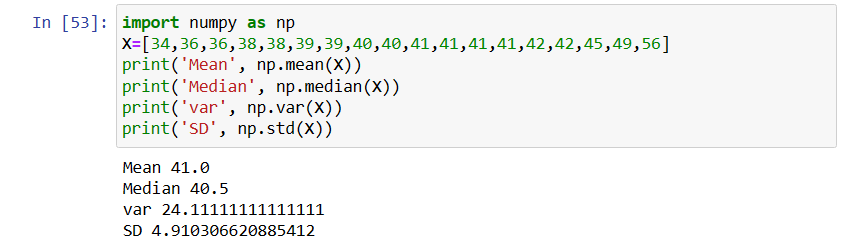 In [53]: import numpy as np
X=[34,36,36,38,38,39,39,40,40,41,41,41,41,42,42,45,49,56]
print('Mean', np.mean(X))
print('Median', np.median(X))
print('var', np.var(X))
print('SD', np.std(X))
Mean 41.0
Median 40.5
var 24.11111111111111
SD 4.910306620885412